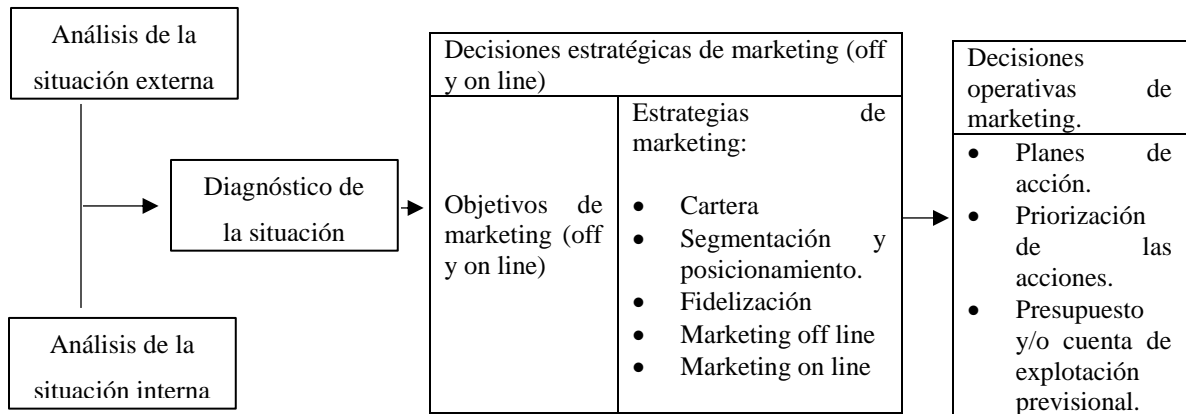 Análisis de la
situación externa
Análisis de la
situación interna
Diagnóstico de
la situación
Decisiones estratégicas de marketing (off
y on line)
Objetivos de
marketing (off
y on line)
Estrategias de
marketing:
• Cartera
• Segmentación y
posicionamiento.
• Fidelización
• Marketing off line
• Marketing on line
Decisiones
operativas de
marketing.
• Planes de
acción.
• Priorización
de las
acciones.
• Presupuesto
y/o cuenta de
explotación
previsional.